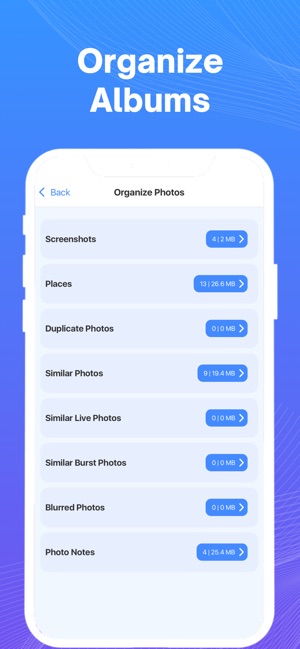 Organize
Albums
Back
Organize Photos
Screenshots
4 | 2 MB
Places
13 | 26.6 MB
Duplicate Photos
0 | 0 MB
Similar Photos
9 | 19.4 MB
Similar Live Photos
0 | 0 MB
Similar Burst Photos
0 | 0 MB
Blurred Photos
0 | 0 MB
Photo Notes
4 | 25.4 MB